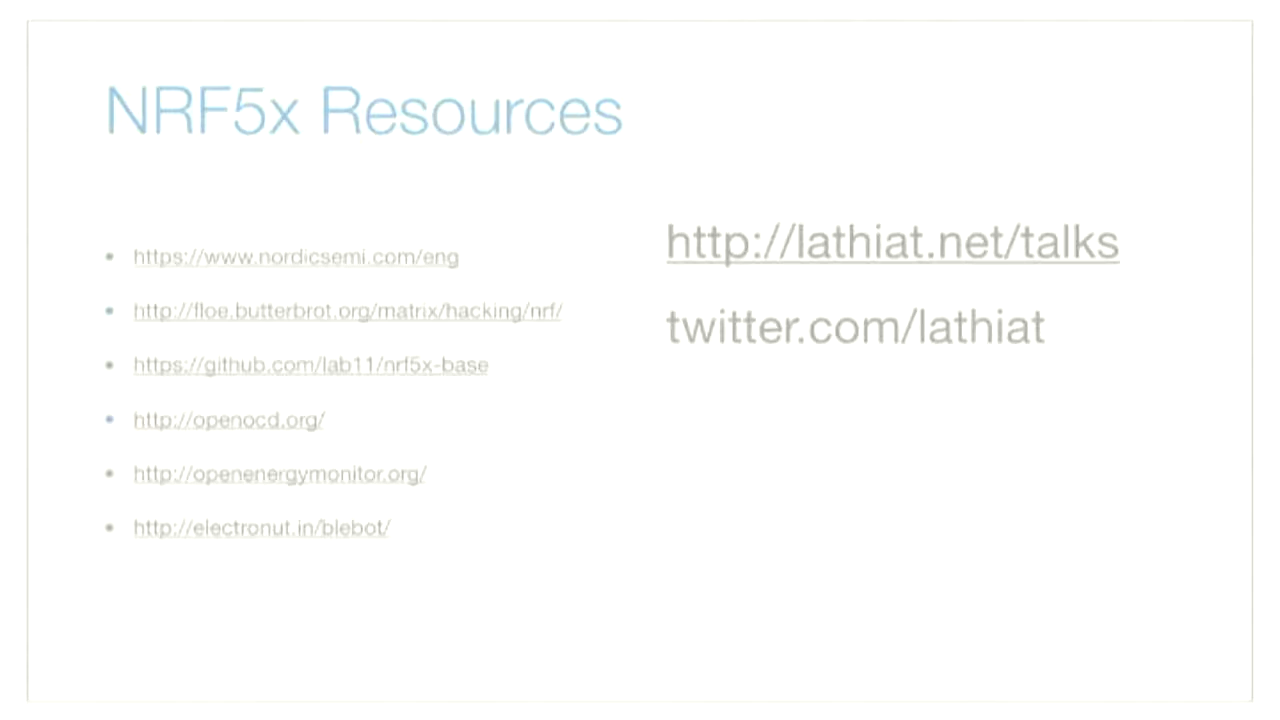 NRF5x Resources
• https://www.nordicsemi.com/eng
• http://floe.butterbrot.org/matrix/hacking/nrf/
• https://github.com/lab11/nrf5x-base
• http://openocd.org/
• http://openenergymonitor.org/
• http://electronut.in/blebot/
http://lathiat.net/talks
twitter.com/lathiat